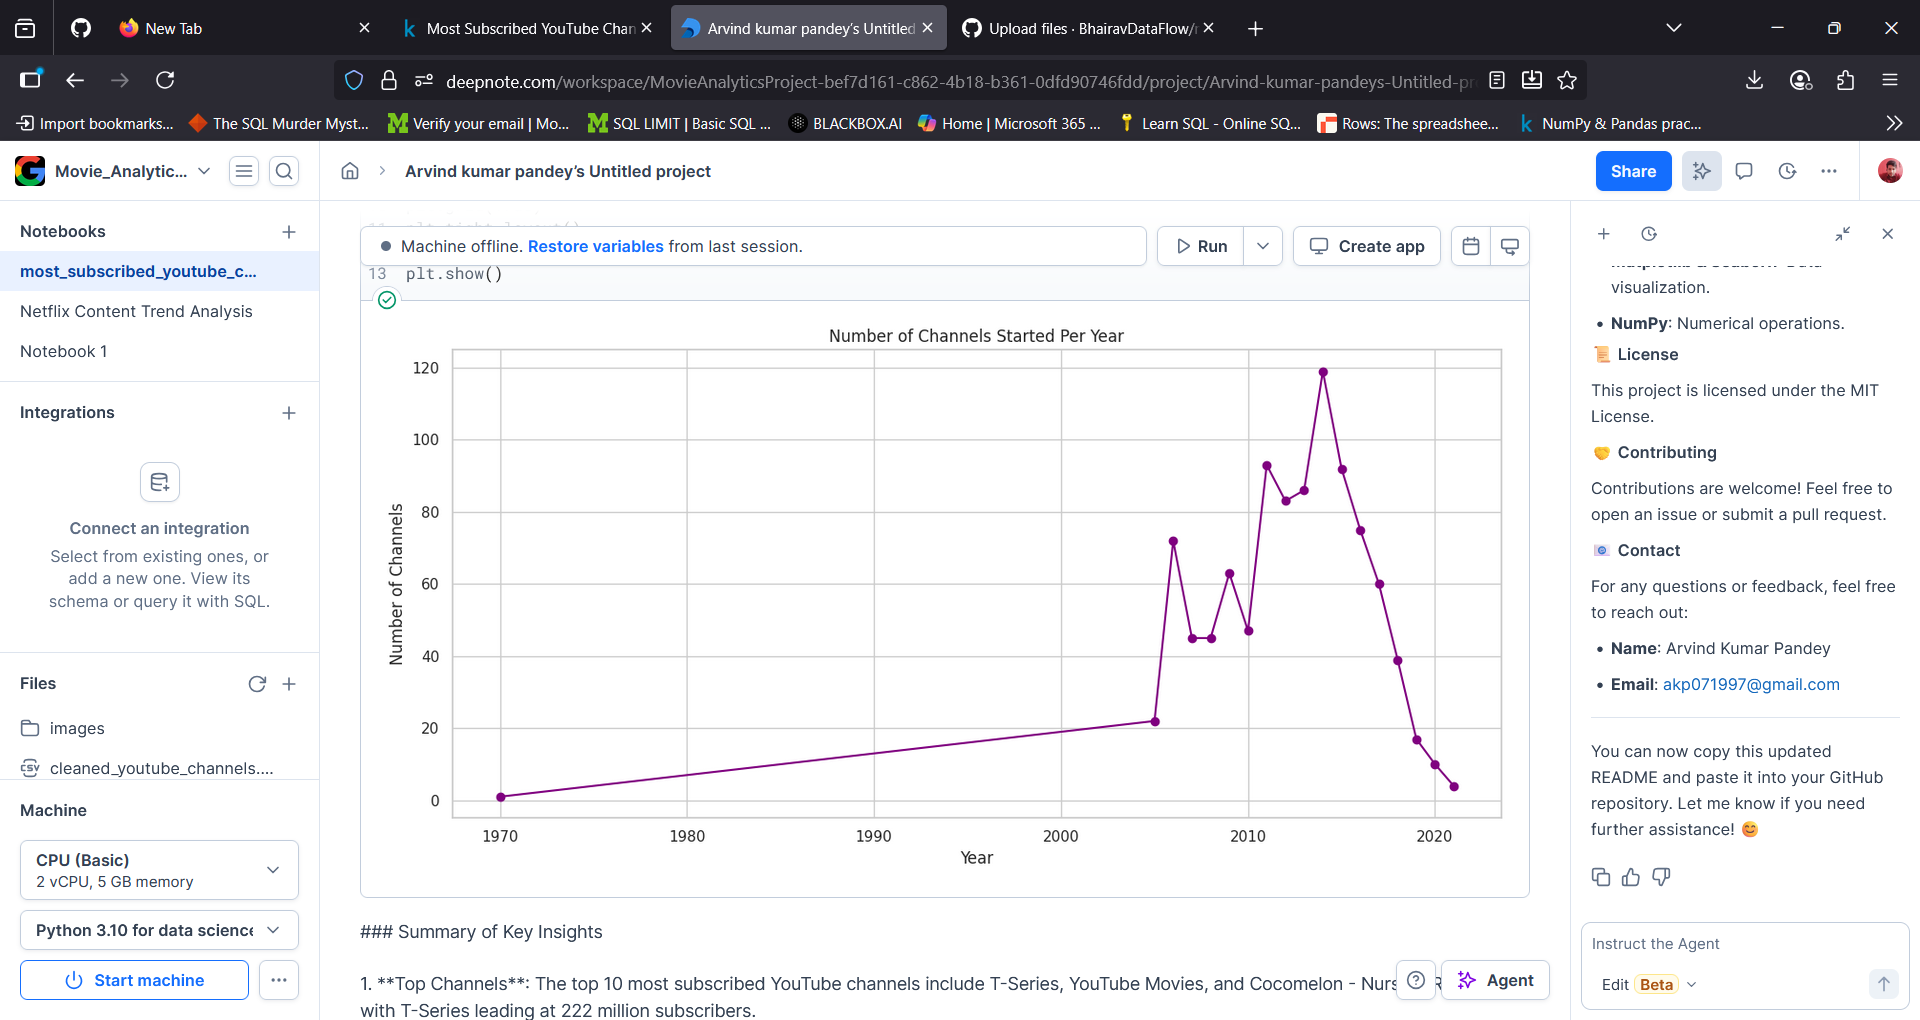 New Tab
Most Subscribed YouTube Chan
Arvind kumar pandey's Untitled
Upload files · BhairavDataFlow/
deepnote.com/workspace/MovieAnalyticsProject-bef7d161-c862-4b18-b361-0dfd90746fdd/project/Arvind-kumar-pandeys-Untitled-pr
Import bookmarks...
The SQL Murder Myst...
Verify your email | Mo...
SQL LIMIT | Basic SQL ...
BLACKBOX.AI
Home | Microsoft 365 ...
Learn SQL - Online SQ...
Rows: The spreadshee...
NumPy & Pandas prac...
Movie_Analytic...
Arvind kumar pandey's Untitled project
Share
Notebooks
most_subscribed_youtube_c...
Netflix Content Trend Analysis
Notebook 1
Integrations
Connect an integration
Select from existing ones, or
add a new one. View its
schema or query it with SQL.
Files
images
CSV cleaned_youtube_channels....
Machine
CPU (Basic)
2 vCPU, 5 GB memory
Python 3.10 for data science
Start machine
Machine offline. Restore variables from last session.
Run
Create app
13 plt.show()
Number of Channels Started Per Year
120
100
80
60
40
20
0
Number of Channels
1970 1980 1990 2000 2010 2020
Year
### Summary of Key Insights
1. **Top Channels**: The top 10 most subscribed YouTube channels include T-Series, YouTube Movies, and Cocomelon - Nurs
with T-Series leading at 222 million subscribers.
Agent
visualization.
• NumPy: Numerical operations.
📜 License
This project is licensed under the MIT
License.
🤝 Contributing
Contributions are welcome! Feel free to
open an issue or submit a pull request.
📧 Contact
For any questions or feedback, feel free
to reach out:
• Name: Arvind Kumar Pandey
• Email: akp071997@gmail.com
You can now copy this updated
README and paste it into your GitHub
repository. Let me know if you need
further assistance! 😊
Instruct the Agent
Edit Beta